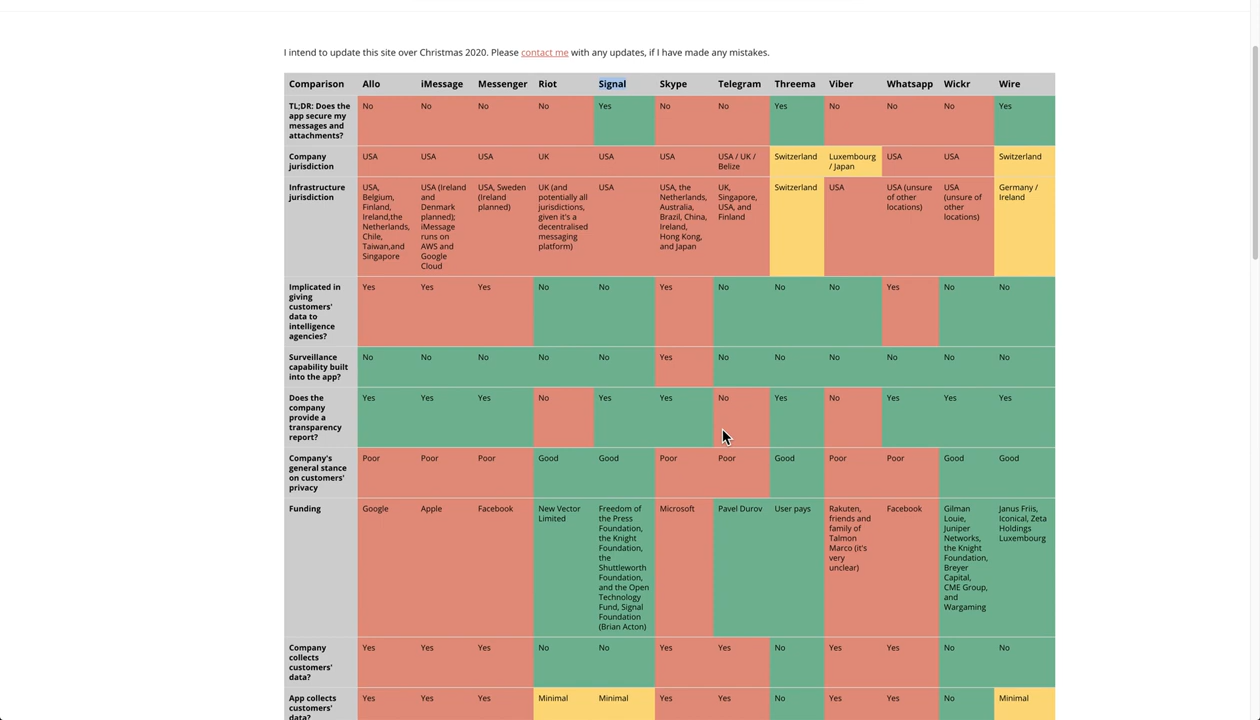 I intend to update this site over Christmas 2020. Please contact me with any updates, if I have made any mistakes.
Comparison Allo iMessage Messenger Riot Signal Skype Telegram Threema Viber Whatsapp Wickr Wire
TL;DR: Does the
app secure my
messages and
attachments?
No No No No Yes No No Yes No No No Yes
Company
jurisdiction
USA
USA
USA
UK
USA
USA
USA / UK /
Belize
Switzerland
Luxembourg
/ Japan
USA
USA
Switzerland
Infrastructure
jurisdiction
USA,
Belgium,
Finland,
Ireland,the
Netherlands,
Chile,
Taiwan,and
Singapore
USA (Ireland
and
Denmark
planned);
iMessage
runs on
AWS and
Google
Cloud
USA, Sweden
(Ireland
planned)
UK (and
potentially all
jurisdictions,
given it's a
decentralised
messaging
platform)
USA
USA, the
Netherlands,
Australia,
Brazil, China,
Ireland,
Hong Kong,
and Japan
UK,
Singapore,
USA, and
Finland
Switzerland
USA
USA (unsure
of other
locations)
USA
(unsure of
other
locations)
Germany /
Ireland
Implicated in
giving
customers'
data to
intelligence
agencies?
Yes Yes Yes No No Yes No No No Yes No No
Surveillance
capability built
into the app?
No No No No No Yes No No No No No No
Does the
company
provide a
transparency
report?
Yes Yes Yes No Yes Yes No Yes No Yes Yes Yes
Company's
general stance
on customers'
privacy
Poor Poor Poor Good Good Poor Poor Good Poor Poor Good Good
Funding
Google
Apple
Facebook
New Vector
Limited
Freedom of
the Press
Foundation,
the Knight
Foundation,
the
Shuttleworth
Foundation,
and the Open
Technology
Fund, Signal
Foundation
(Brian Acton)
Microsoft
Pavel Durov
User pays
Rakuten,
friends and
family of
Talmon
Marco (it's
very
unclear)
Facebook
Gilman
Louie,
Juniper
Networks,
the Knight
Foundation,
Breyer
Capital,
CME Group,
and
Wargaming
Janus Friis,
Iconical, Zeta
Holdings
Luxembourg
Company
collects
customers'
data?
Yes Yes Yes No No Yes Yes No Yes Yes No No
App collects
customers'
data?
Yes Yes Yes Minimal Minimal Yes Yes No Yes Yes No Minimal